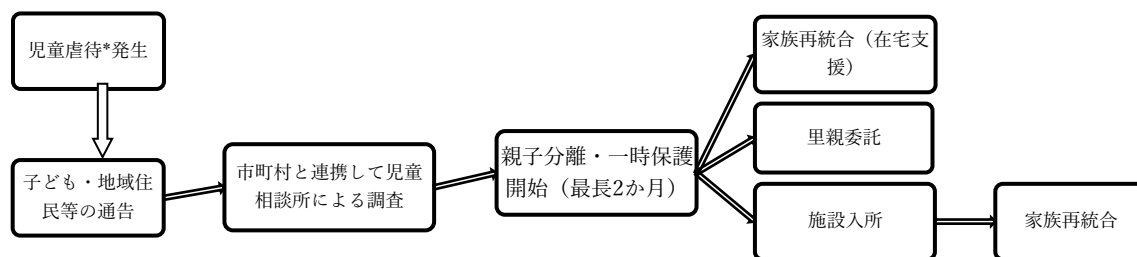 児童虐待*発生
子ども・地域住
民等の通告
市町村と連携して児童
相談所による調査
親子分離・一時保護
開始（最長2か月）
家族再統合（在宅支
援）
里親委託
施設入所
家族再統合